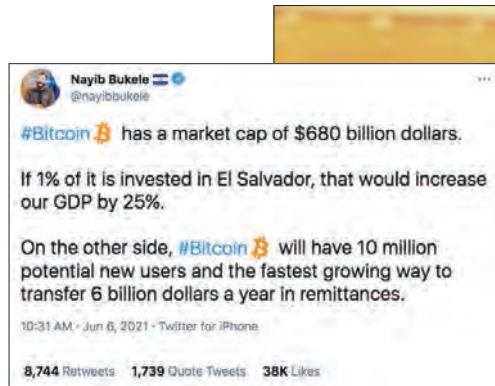 Nayib Bukele
@nayibbukele
#Bitcoin has a market cap of $680 billion dollars.
If 1% of it is invested in El Salvador, that would increase
our GDP by 25%.
On the other side, #Bitcoin will have 10 million
potential new users and the fastest growing way to
transfer 6 billion dollars a year in remittances.
10:31 AM · Jun 6, 2021 · Twitter for iPhone
8,744 Retweets 1,739 Quote Tweets 38K Likes